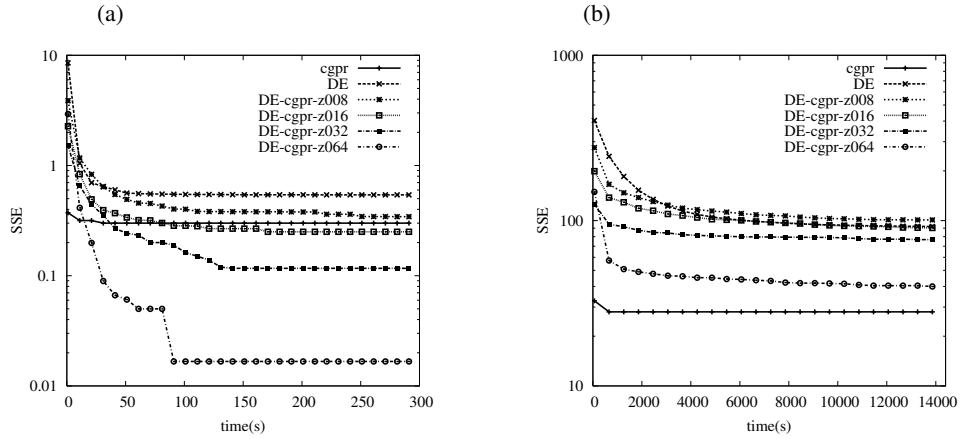 (a)
10
1
0.1
0.01
SSE
0
50
100
150
200
250
300
time(s)
cgpr
DE
DE-cgpr-z008
DE-cgpr-z016
DE-cgpr-z032
DE-cgpr-z064
(b)
1000
100
10
SSE
0
2000
4000
6000
8000
10000
12000
14000
time(s)
cgpr
DE
DE-cgpr-z008
DE-cgpr-z016
DE-cgpr-z032
DE-cgpr-z064